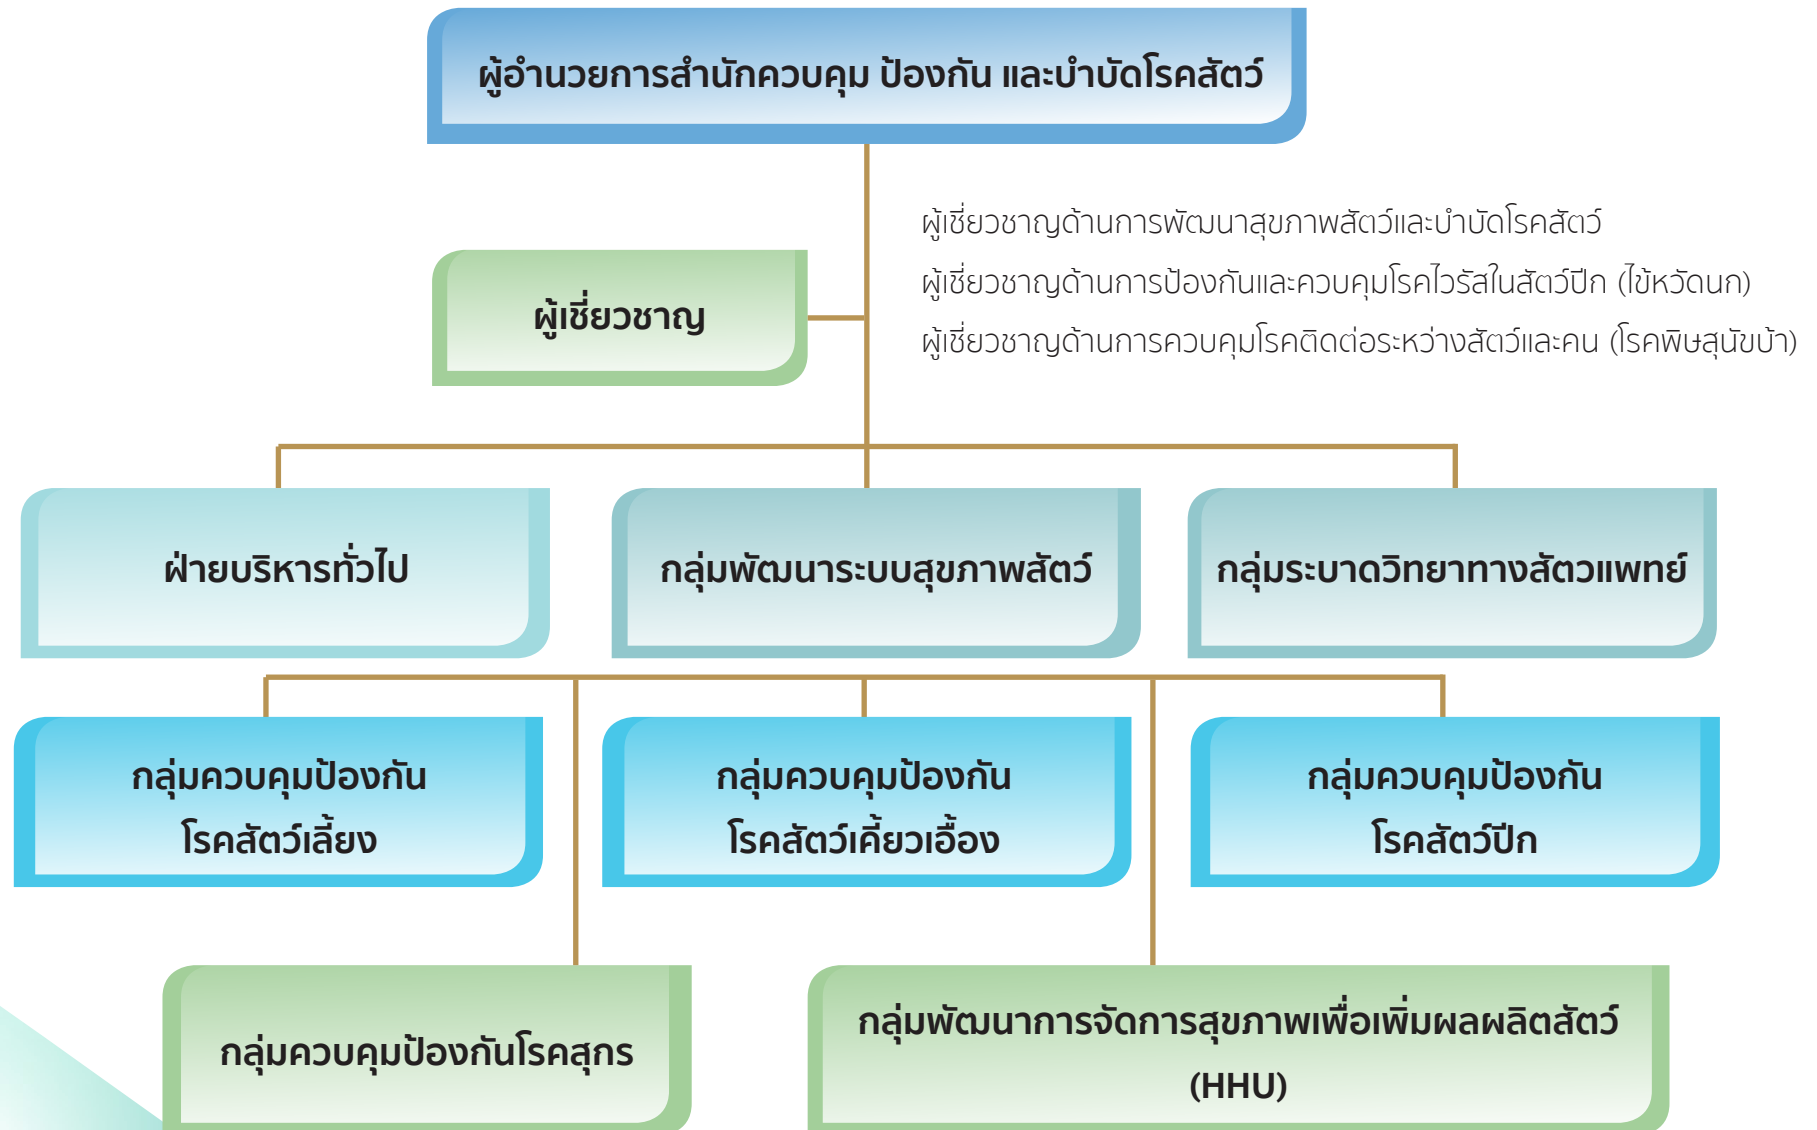 ผู้อำนวยการสำนักควบคุม ป้องกัน และบำบัดโรคสัตว์
ผู้เชี่ยวชาญด้านการพัฒนาสุขภาพสัตว์และบำบัดโรคสัตว์
ผู้เชี่ยวชาญด้านการป้องกันและควบคุมโรคไวรัสในสัตว์ปีก (ไข้หวัดนก)
ผู้เชี่ยวชาญด้านการควบคุมโรคติดต่อระหว่างสัตว์และคน (โรคพิษสุนัขบ้า)
ผู้เชี่ยวชาญ
ฝ่ายบริหารทั่วไป
กลุ่มพัฒนาระบบสุขภาพสัตว์
กลุ่มระบาดวิทยาทางสัตวแพทย์
กลุ่มควบคุมป้องกัน
โรคสัตว์เลี้ยง
กลุ่มควบคุมป้องกัน
โรคสัตว์เคี้ยวเอื้อง
กลุ่มควบคุมป้องกัน
โรคสัตว์ปีก
กลุ่มควบคุมป้องกันโรคสุกร
กลุ่มพัฒนาการจัดการสุขภาพเพื่อเพิ่มผลผลิตสัตว์
(HHU)